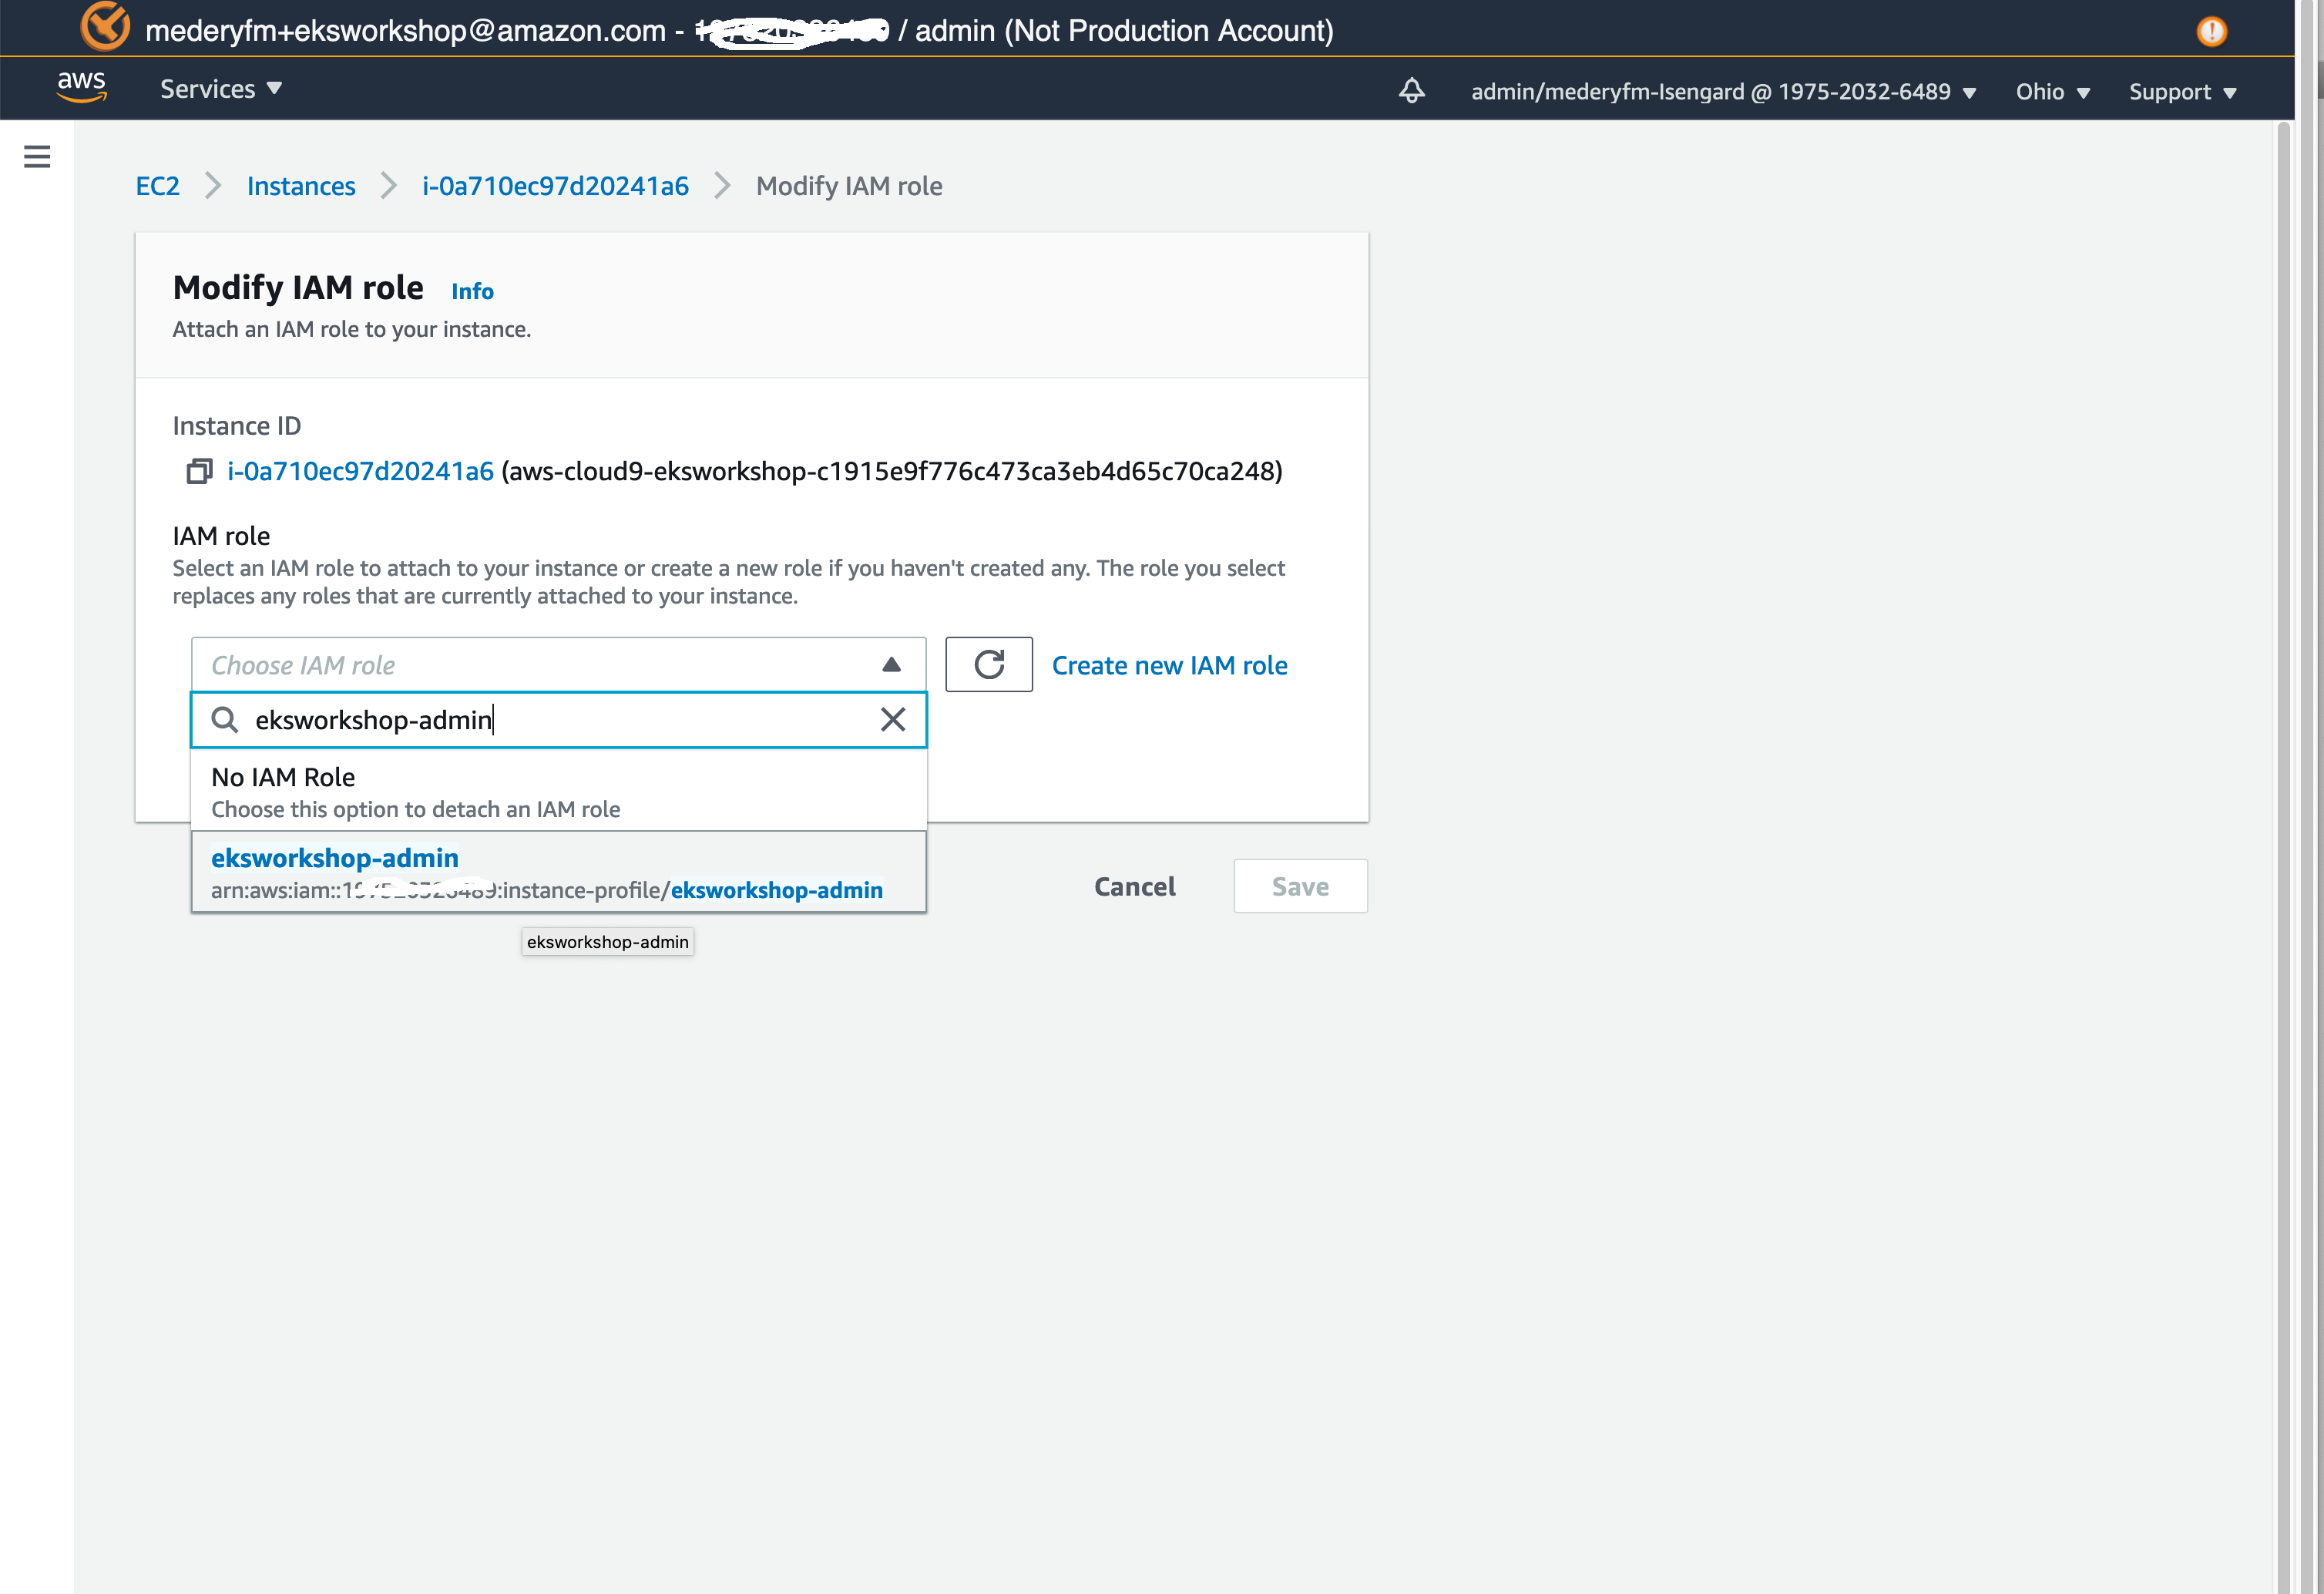 mederyfm+eksworkshop@amazon.com - / admin (Not Production Account)
aws Services admin/mederyfm-Isengard @ 1975-2032-6489 Ohio Support
EC2 Instances i-0a710ec97d20241a6 Modify IAM role
Modify IAM role Info
Attach an IAM role to your instance.
Instance ID
i-0a710ec97d20241a6 (aws-cloud9-eksworkshop-c1915e9f776c473ca3eb4d65c70ca248)
IAM role
Select an IAM role to attach to your instance or create a new role if you haven't created any. The role you select
replaces any roles that are currently attached to your instance.
Choose IAM role Create new IAM role
eksworkshop-admin
No IAM Role
Choose this option to detach an IAM role
eksworkshop-admin
arn:aws:iam:: :instance-profile/eksworkshop-admin
Cancel Save
eksworkshop-admin